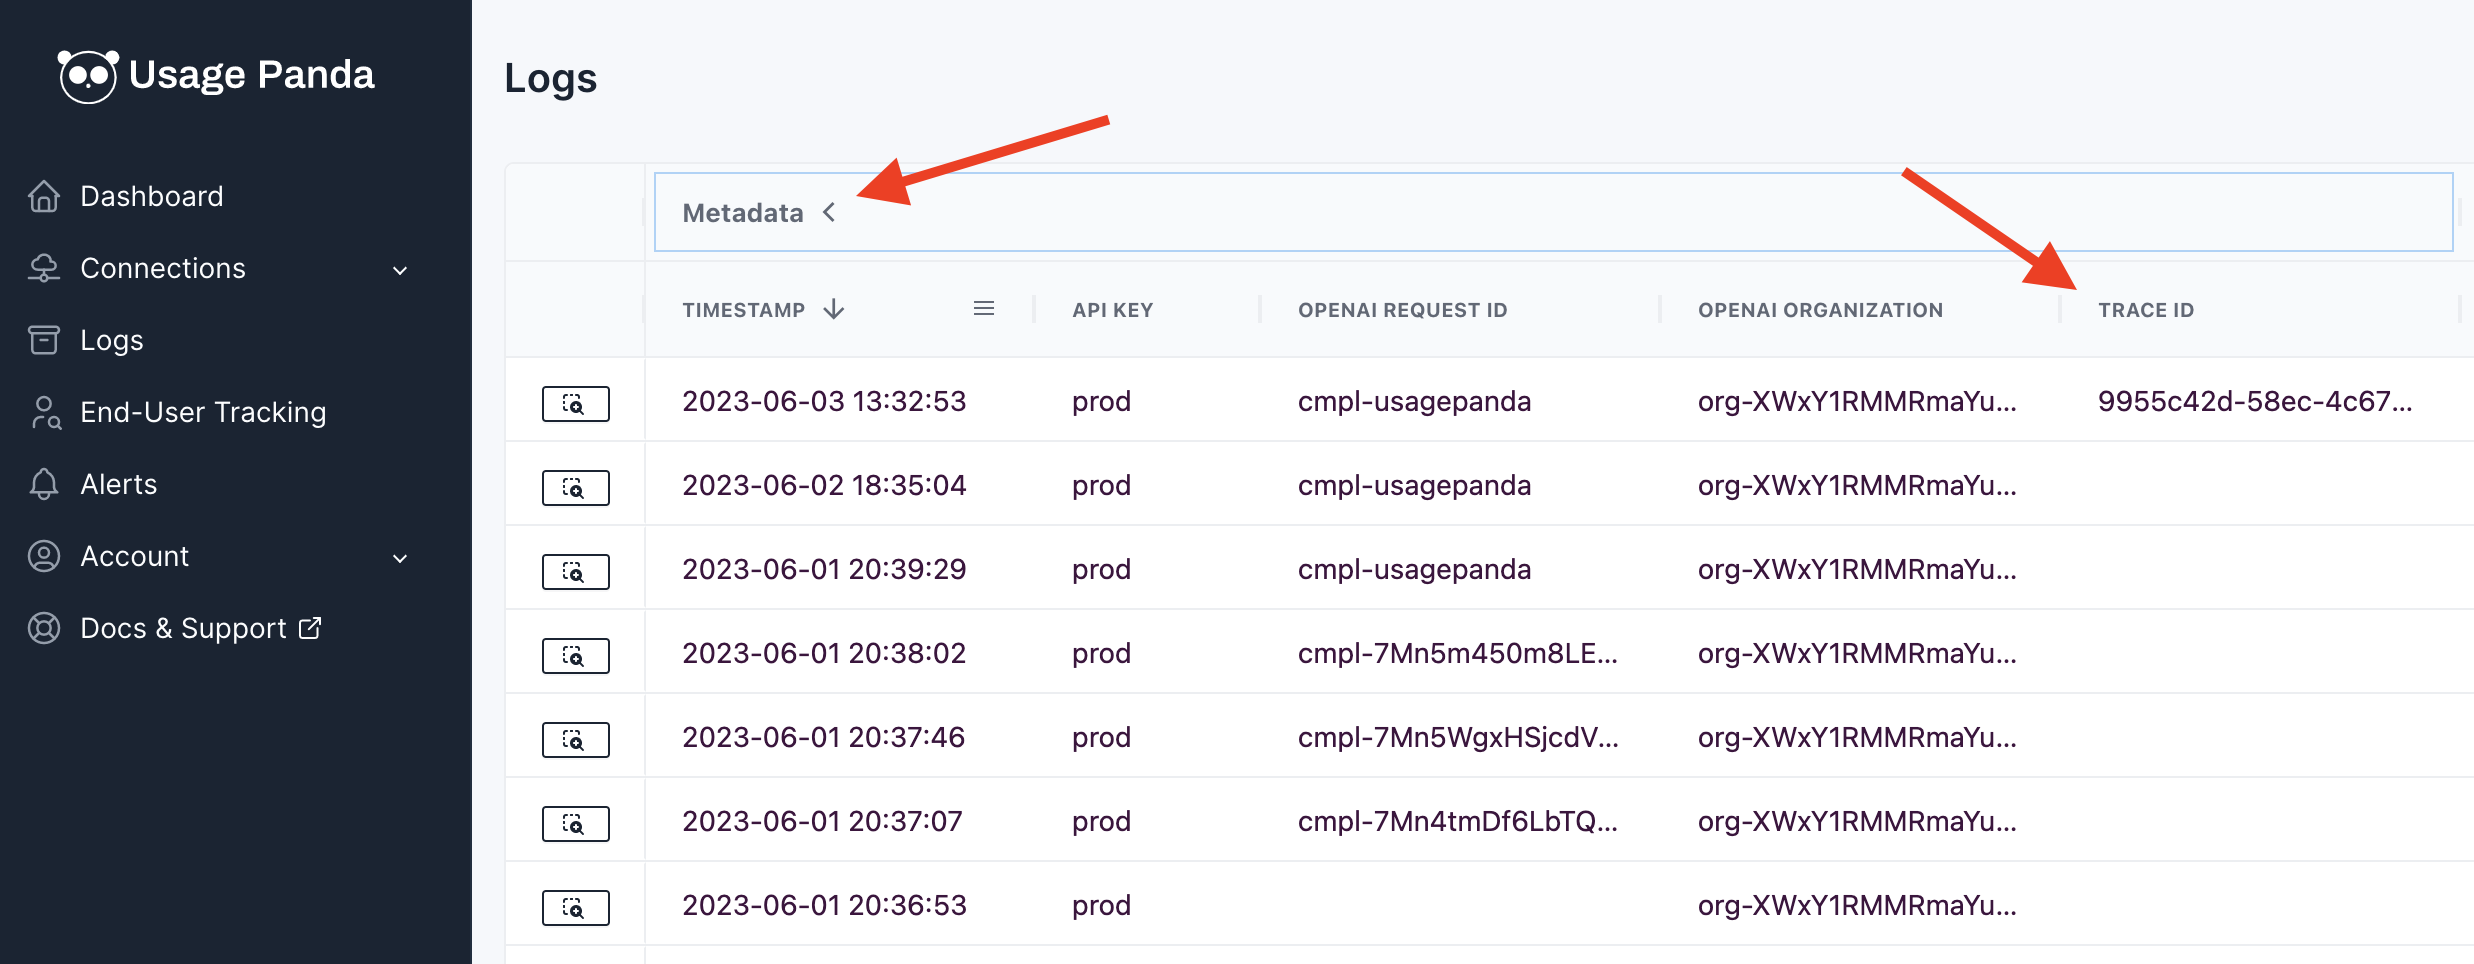 Usage Panda
Dashboard
Connections
Logs
End-User Tracking
Alerts
Account
Docs & Support
Logs
Metadata
TIMESTAMP API KEY OPENAI REQUEST ID OPENAI ORGANIZATION TRACE ID
2023-06-03 13:32:53 prod cmpl-usagepanda org-XWxY1RMMRmaYu... 9955c42d-58ec-4c67...
2023-06-02 18:35:04 prod cmpl-usagepanda org-XWxY1RMMRmaYu...
2023-06-01 20:39:29 prod cmpl-usagepanda org-XWxY1RMMRmaYu...
2023-06-01 20:38:02 prod cmpl-7Mn5m450m8LE... org-XWxY1RMMRmaYu...
2023-06-01 20:37:46 prod cmpl-7Mn5WgxHSjcdV... org-XWxY1RMMRmaYu...
2023-06-01 20:37:07 prod cmpl-7Mn4tmDf6LbTQ... org-XWxY1RMMRmaYu...
2023-06-01 20:36:53 prod org-XWxY1RMMRmaYu...